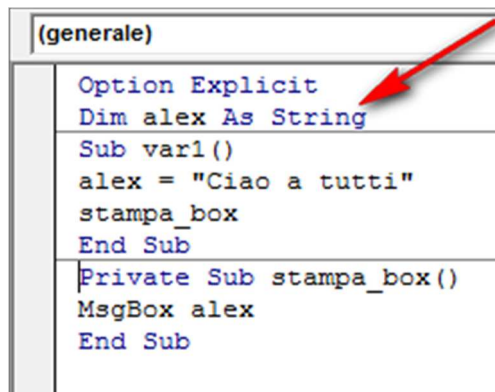 (generale)
Option Explicit
Dim alex As String
Sub var1()
alex = "Ciao a tutti"
stampa_box
End Sub
Private Sub stampa_box()
MsgBox alex
End Sub